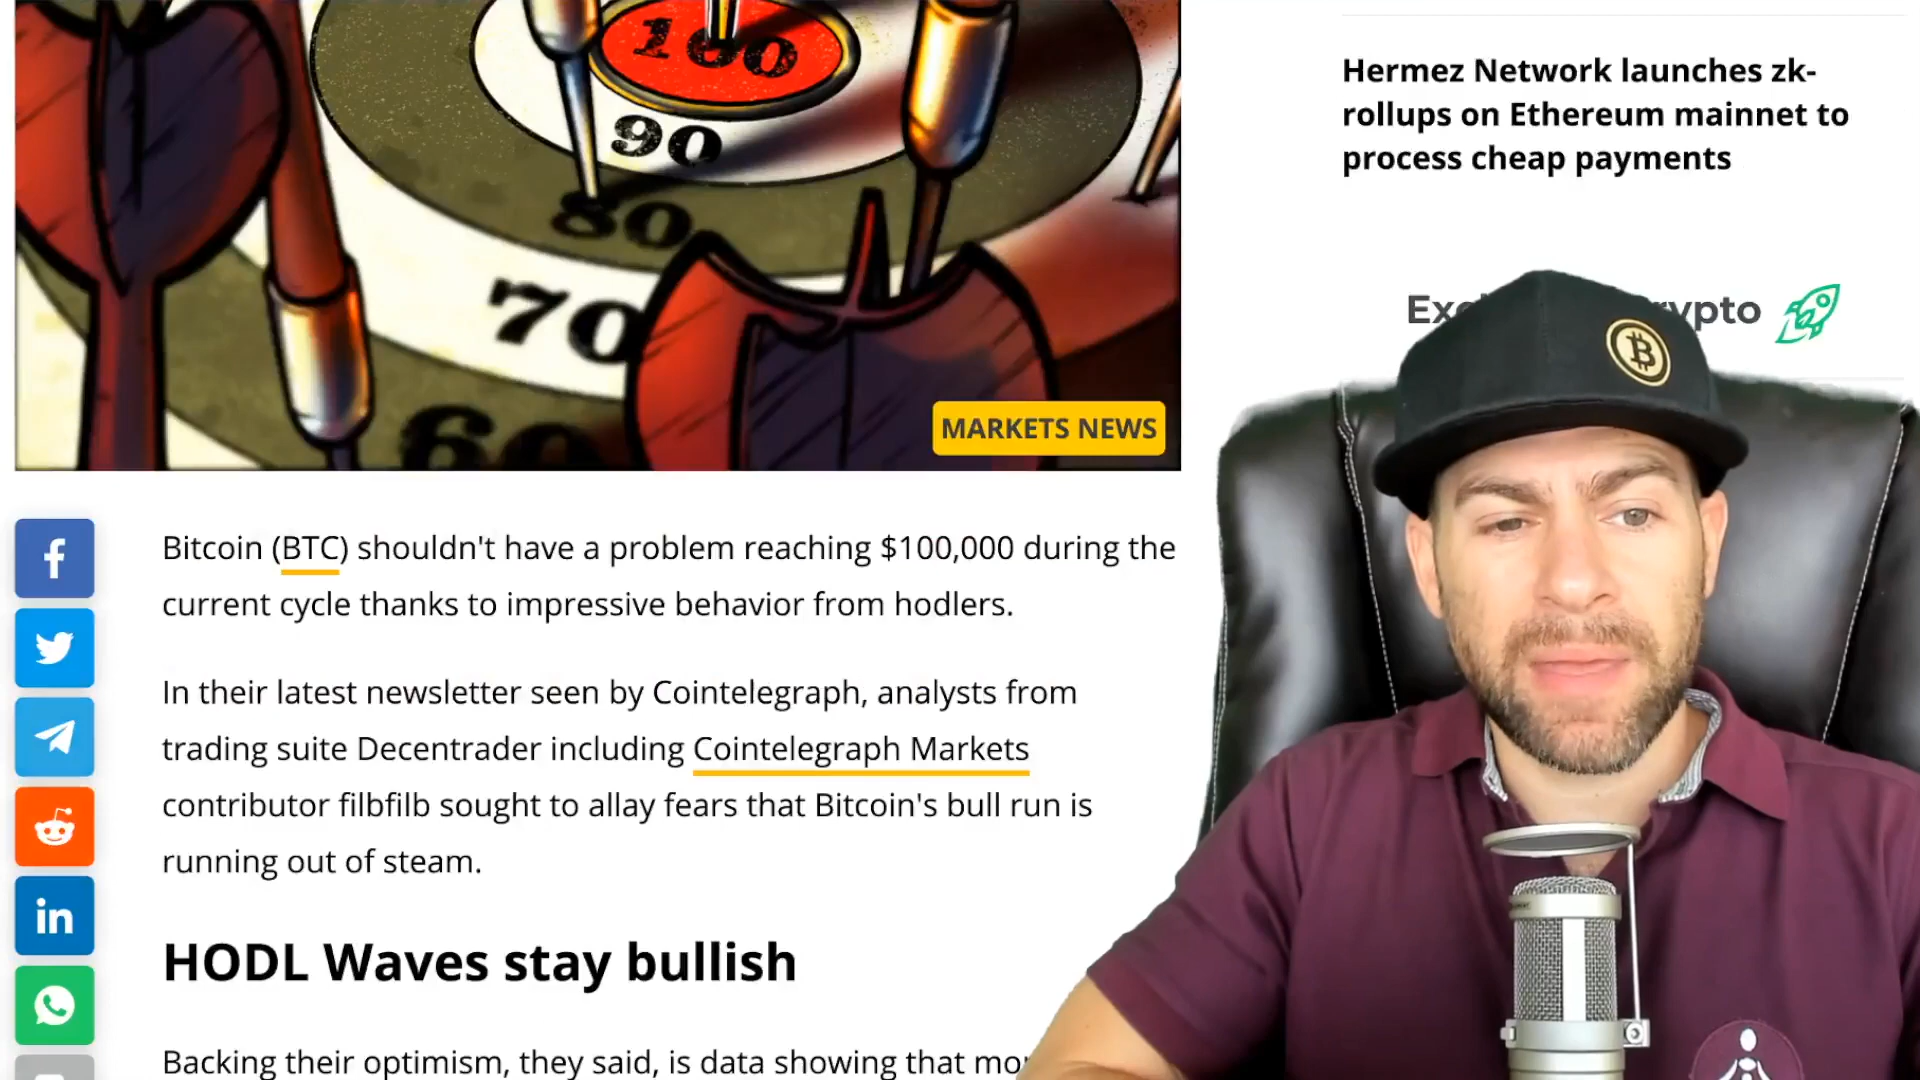 100
90
80
70
60
MARKETS NEWS
Hermez Network launches zk-
rollups on Ethereum mainnet to
process cheap payments
Bitcoin (BTC) shouldn't have a problem reaching $100,000 during the
current cycle thanks to impressive behavior from hodlers.
In their latest newsletter seen by Cointelegraph, analysts from
trading suite Decentrader including Cointelegraph Markets
contributor filbfilb sought to allay fears that Bitcoin's bull run is
running out of steam.
HODL Waves stay bullish
Backing their optimism, they said, is data showing that